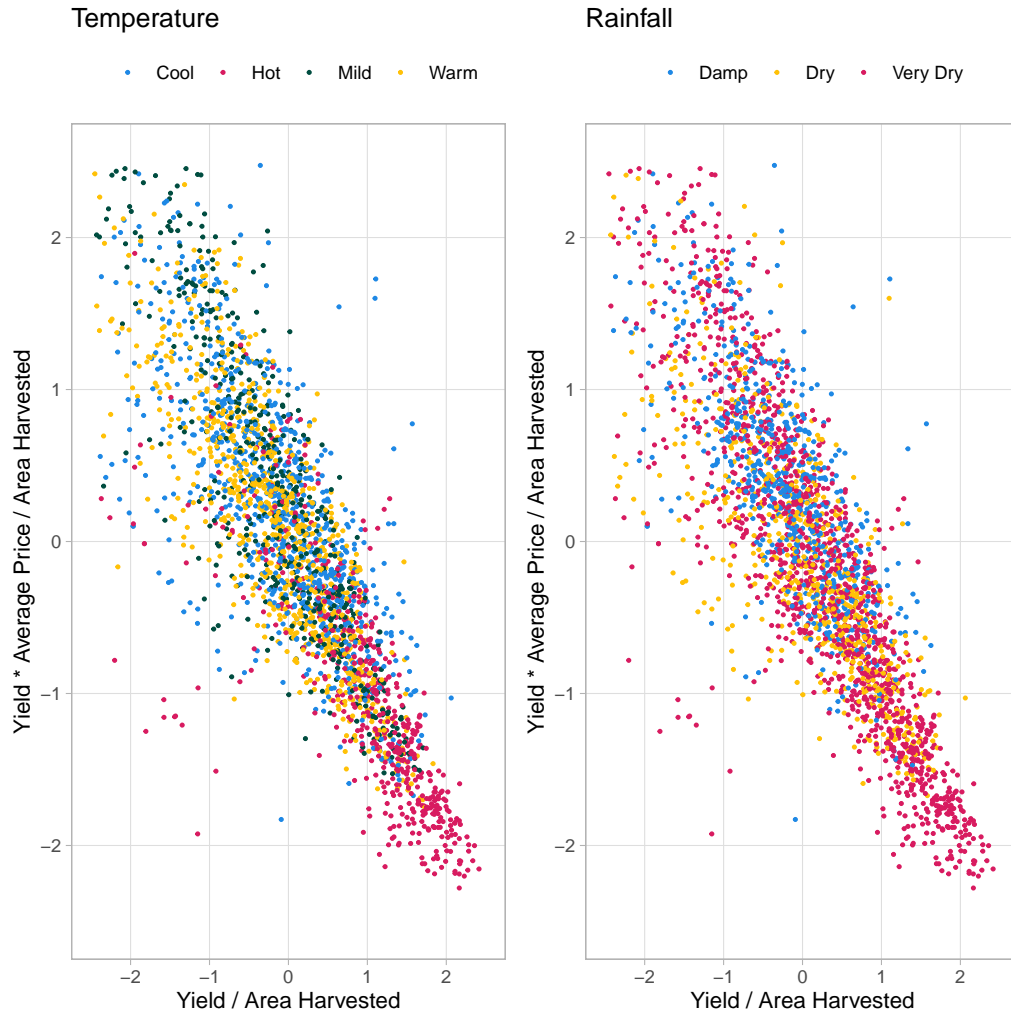 Temperature
Cool Hot Mild Warm
Yield * Average Price / Area Harvested
2
1
0
−1
−2
−2 −1 0 1 2
Yield / Area Harvested
Rainfall
Damp Dry Very Dry
Yield * Average Price / Area Harvested
2
1
0
−1
−2
−2 −1 0 1 2
Yield / Area Harvested